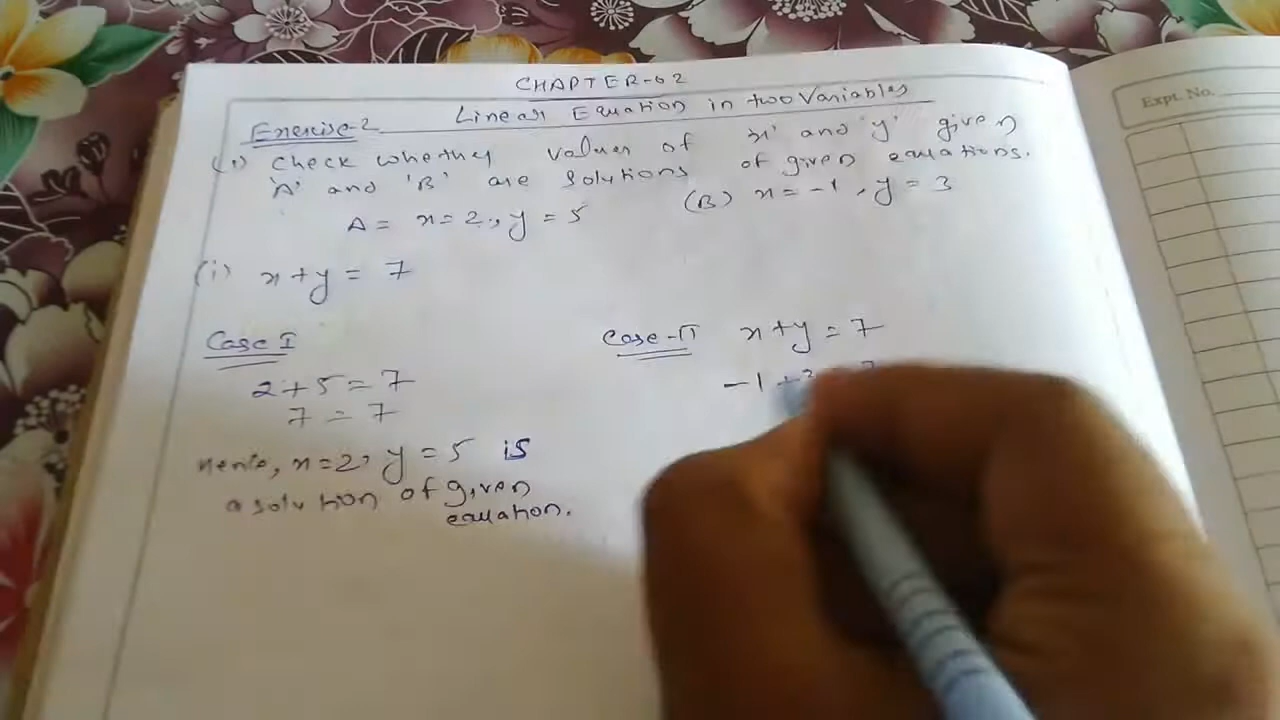 CHAPTER-02
Linear Equation in two Variables
Exercise-2
(1) Check whether values of 'x' and 'y' given
'A' and 'B' are solutions of given equations.
A = x=2, y=5 (B) x=-1, y=3
(i) x+y = 7
Case I
2+5=7
7 = 7
Hence, x=2, y=5 is
a solution of given
equation.
Case-II x+y=7
-1+
Expt. No.